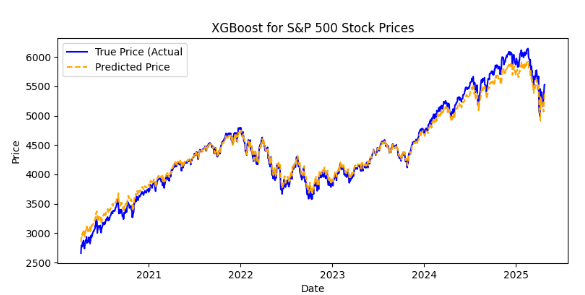 XGBoost for S&P 500 Stock Prices
True Price (Actual
Predicted Price
Price
6000
5500
5000
4500
4000
3500
3000
2500
2021
2022
2023
2024
2025
Date